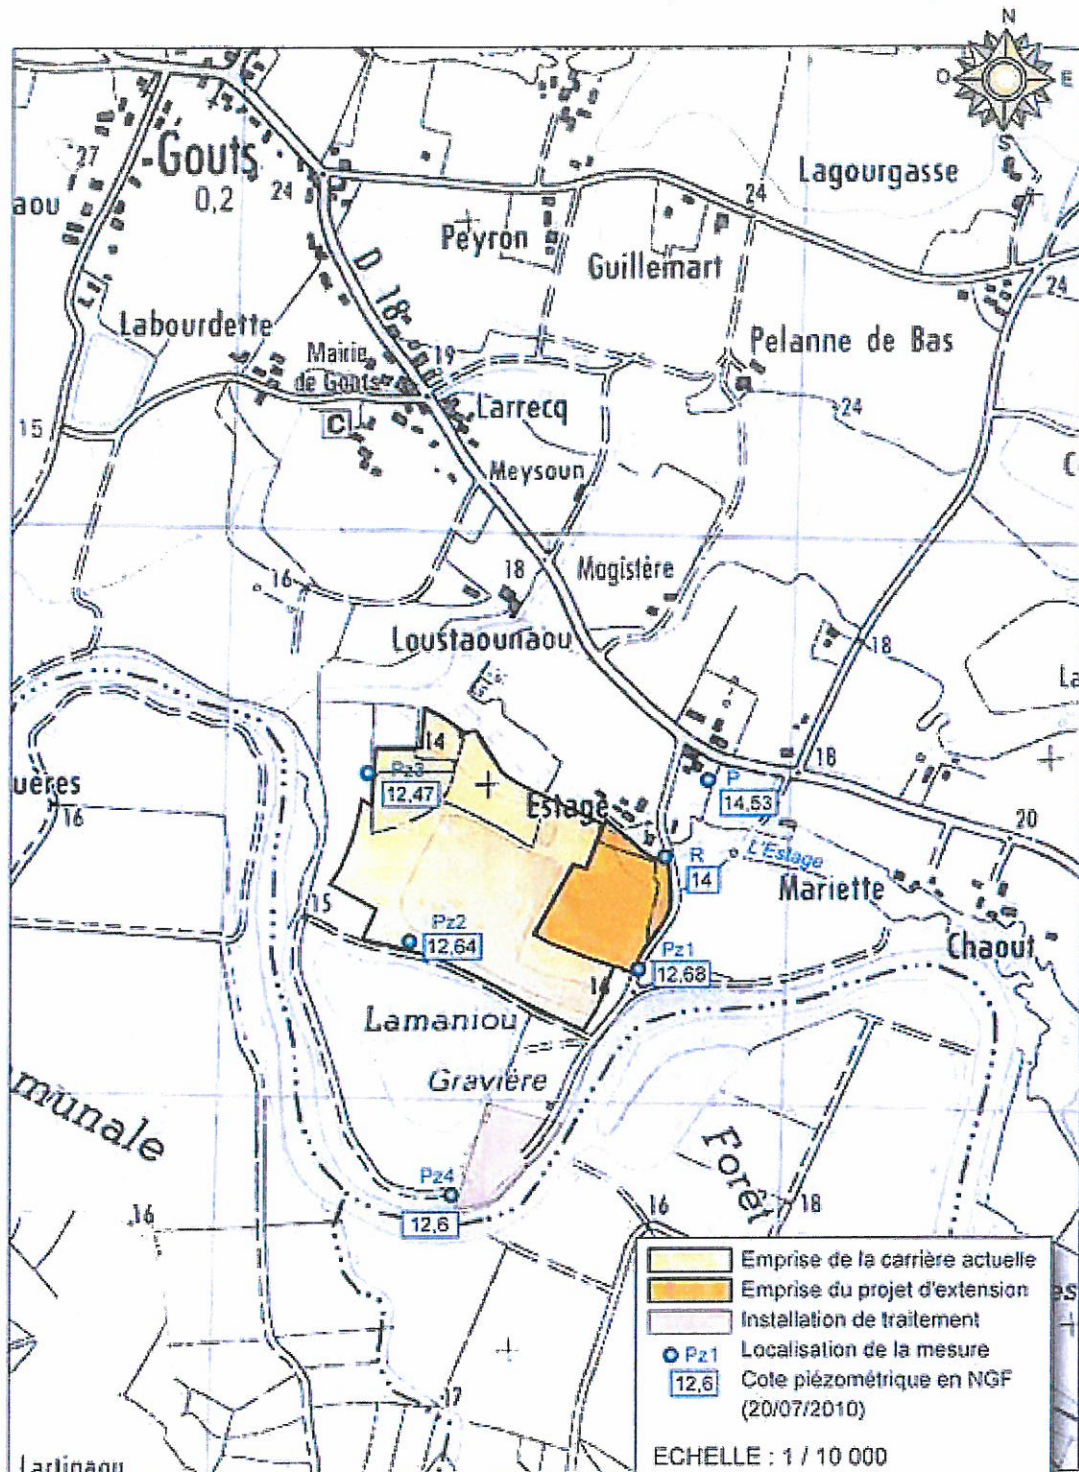 N
O E
S
Gouts
0,2
27
24
aou
Lagourgasse
24
Peyron
Guillemart
24
D 18
Labourdette
Mairie
de Gouts
19
Pelanne de Bas
Larrecq
24
15
C
Meysoun
C
18
Magistère
16
Loustaounaou
18
La
14
Pz3
12,47
uères
16
Estage
P
14,53
18
20
R
14
L'Estage
Mariette
15
Pz2
12,64
Pz1
12,68
Chaout
Lamaniou
Gravière
munale
Forêt
Pz4
12,6
16
16
18
17
Emprise de la carrière actuelle
Emprise du projet d'extension
Installation de traitement
Pz1 Localisation de la mesure
12,6 Cote piézométrique en NGF
(20/07/2010)
ECHELLE : 1 / 10 000
es